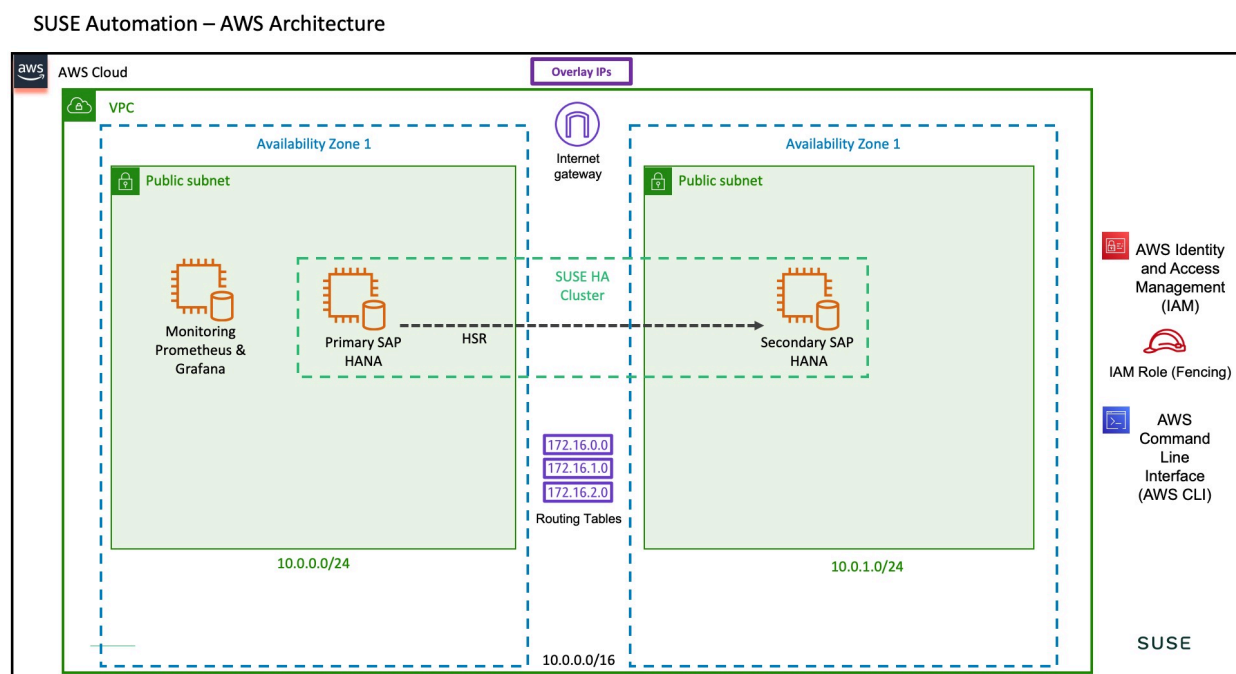 SUSE Automation – AWS Architecture
aws
AWS Cloud
Overlay IPs
VPC
Availability Zone 1
Internet
gateway
Availability Zone 1
Public subnet
Public subnet
SUSE HA
Cluster
Monitoring
Prometheus &
Grafana
Primary SAP
HANA
HSR
Secondary SAP
HANA
172.16.0.0
172.16.1.0
172.16.2.0
Routing Tables
10.0.0.0/24
10.0.1.0/24
10.0.0.0/16
AWS Identity
and Access
Management
(IAM)
IAM Role (Fencing)
AWS
Command
Line
Interface
(AWS CLI)
SUSE